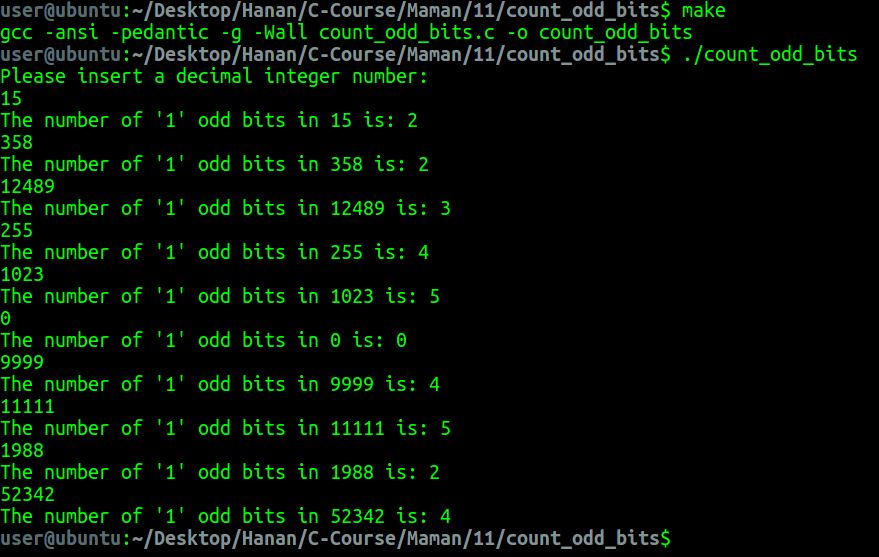 user@ubuntu:~/Desktop/Hanan/C-Course/Maman/11/count_odd_bits$ make
gcc -ansi -pedantic -g -Wall count_odd_bits.c -o count_odd_bits
user@ubuntu:~/Desktop/Hanan/C-Course/Maman/11/count_odd_bits$ ./count_odd_bits
Please insert a decimal integer number:
15
The number of '1' odd bits in 15 is: 2
358
The number of '1' odd bits in 358 is: 2
12489
The number of '1' odd bits in 12489 is: 3
255
The number of '1' odd bits in 255 is: 4
1023
The number of '1' odd bits in 1023 is: 5
0
The number of '1' odd bits in 0 is: 0
9999
The number of '1' odd bits in 9999 is: 4
11111
The number of '1' odd bits in 11111 is: 5
1988
The number of '1' odd bits in 1988 is: 2
52342
The number of '1' odd bits in 52342 is: 4
user@ubuntu:~/Desktop/Hanan/C-Course/Maman/11/count_odd_bits$